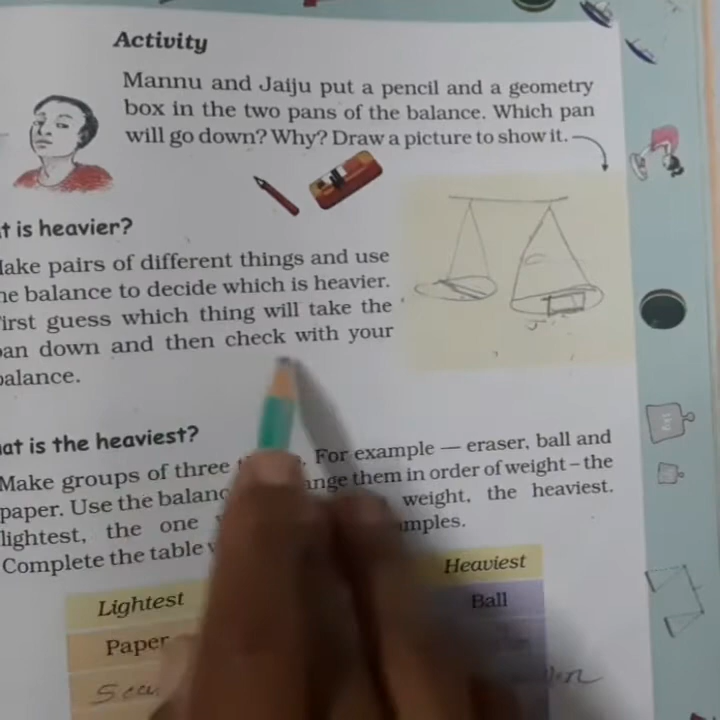 Activity
Mannu and Jaiju put a pencil and a geometry
box in the two pans of the balance. Which pan
will go down? Why? Draw a picture to show it.
t is heavier?
ake pairs of different things and use
he balance to decide which is heavier.
irst guess which thing will take the
an down and then check with your
balance.
at is the heaviest?
Make groups of three For example — eraser, ball and
paper. Use the balanc ange them in order of weight – the
lightest, the one weight, the heaviest.
Complete the table amples.
Lightest Heaviest
Paper Ball
1kg